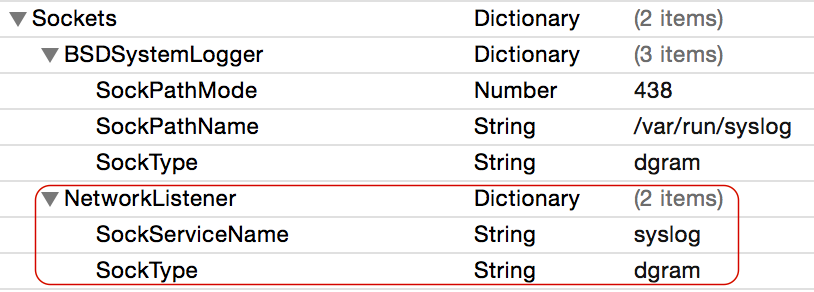 Sockets Dictionary (2 items)
BSDSystemLogger Dictionary (3 items)
SockPathMode Number 438
SockPathName String /var/run/syslog
SockType String dgram
NetworkListener Dictionary (2 items)
SockServiceName String syslog
SockType String dgram